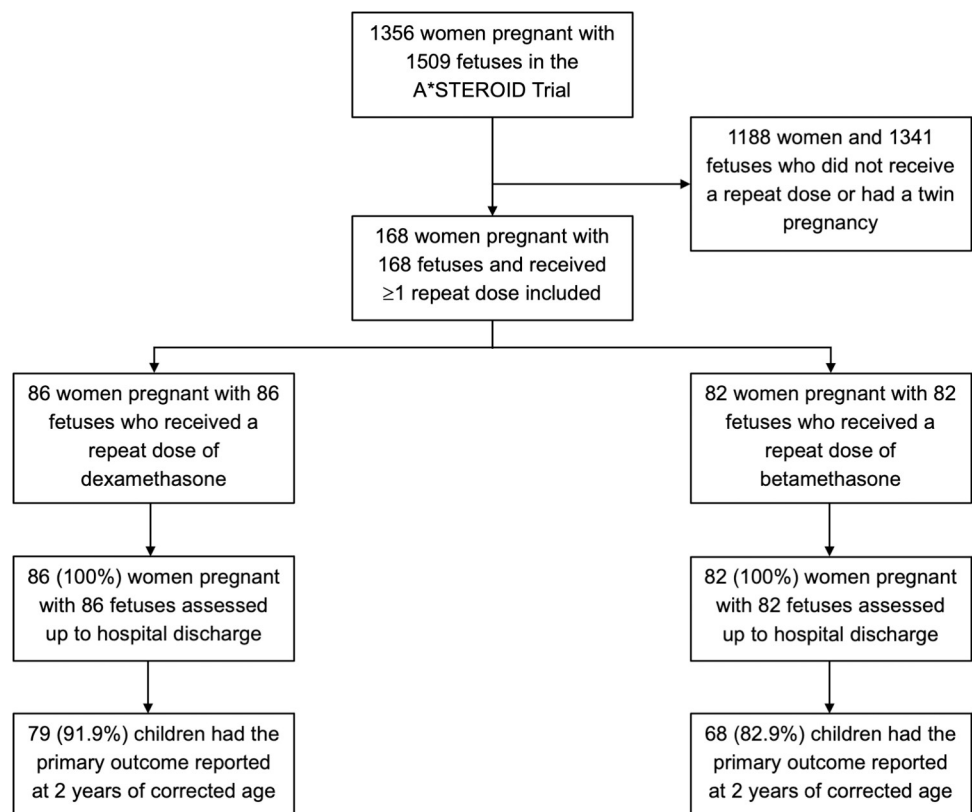 1356 women pregnant with
1509 fetuses in the
A*STEROID Trial
1188 women and 1341
fetuses who did not receive
a repeat dose or had a twin
pregnancy
168 women pregnant with
168 fetuses and received
≥1 repeat dose included
86 women pregnant with 86
fetuses who received a
repeat dose of
dexamethasone
82 women pregnant with 82
fetuses who received a
repeat dose of
betamethasone
86 (100%) women pregnant
with 86 fetuses assessed
up to hospital discharge
82 (100%) women pregnant
with 82 fetuses assessed
up to hospital discharge
79 (91.9%) children had the
primary outcome reported
at 2 years of corrected age
68 (82.9%) children had the
primary outcome reported
at 2 years of corrected age